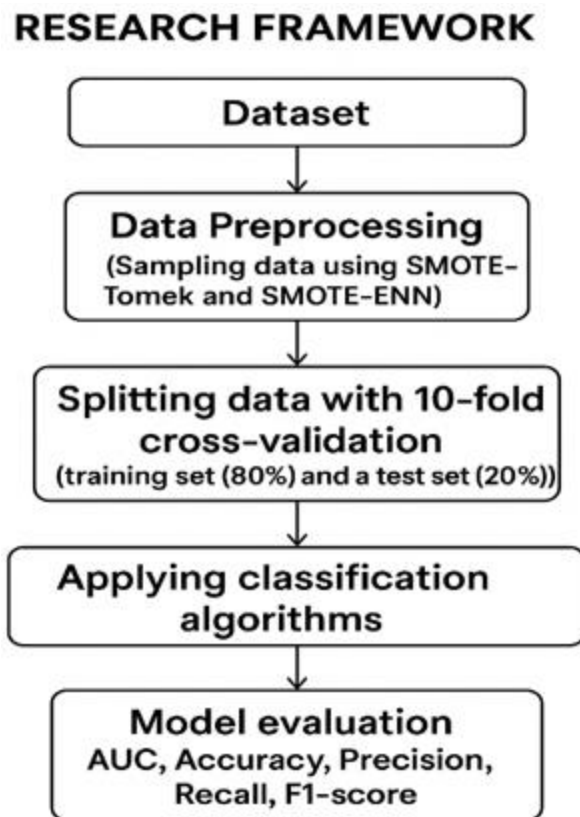 RESEARCH FRAMEWORK
Dataset
Data Preprocessing
(Sampling data using SMOTE-
Tomek and SMOTE-ENN)
Splitting data with 10-fold
cross-validation
(training set (80%) and a test set (20%))
Applying classification
algorithms
Model evaluation
AUC, Accuracy, Precision,
Recall, F1-score